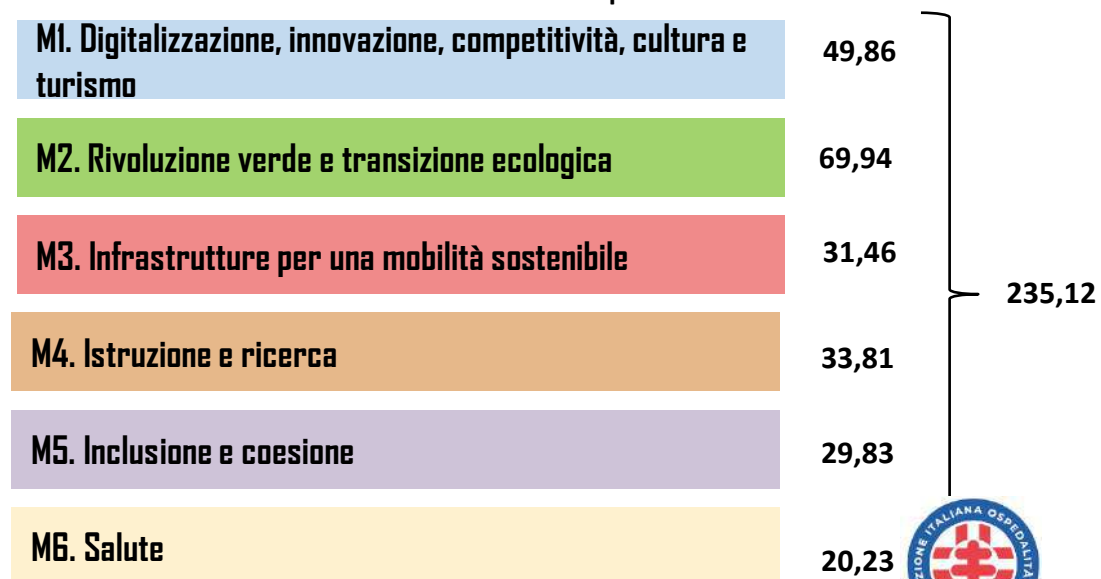 M1. Digitalizzazione, innovazione, competitività, cultura e
turismo
49,86
M2. Rivoluzione verde e transizione ecologica
69,94
M3. Infrastrutture per una mobilità sostenibile
31,46
235,12
M4. Istruzione e ricerca
33,81
M5. Inclusione e coesione
29,83
M6. Salute
20,23
ITALIANA